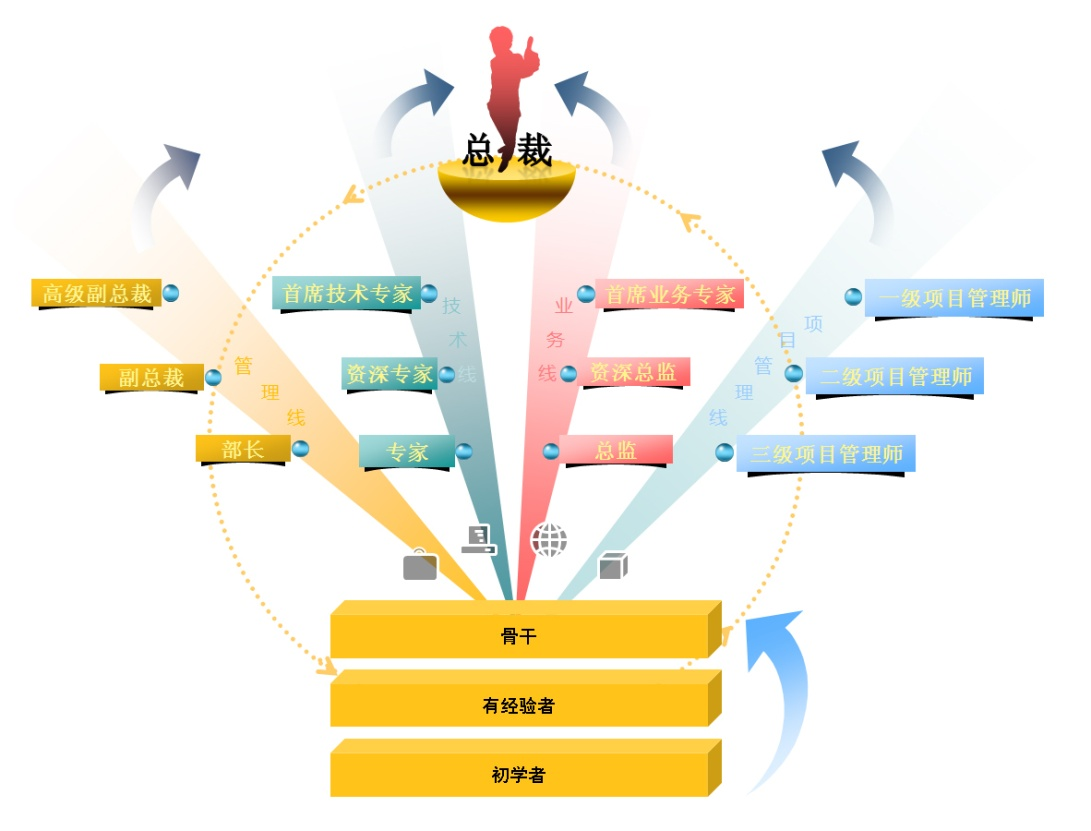 总裁
高级副总裁
首席技术专家
首席业务专家
一级项目管理师
副总裁
资深专家
资深总监
二级项目管理师
部长
专家
总监
三级项目管理师
管理线
技术线
业务线
项目管理线
骨干
有经验者
初学者